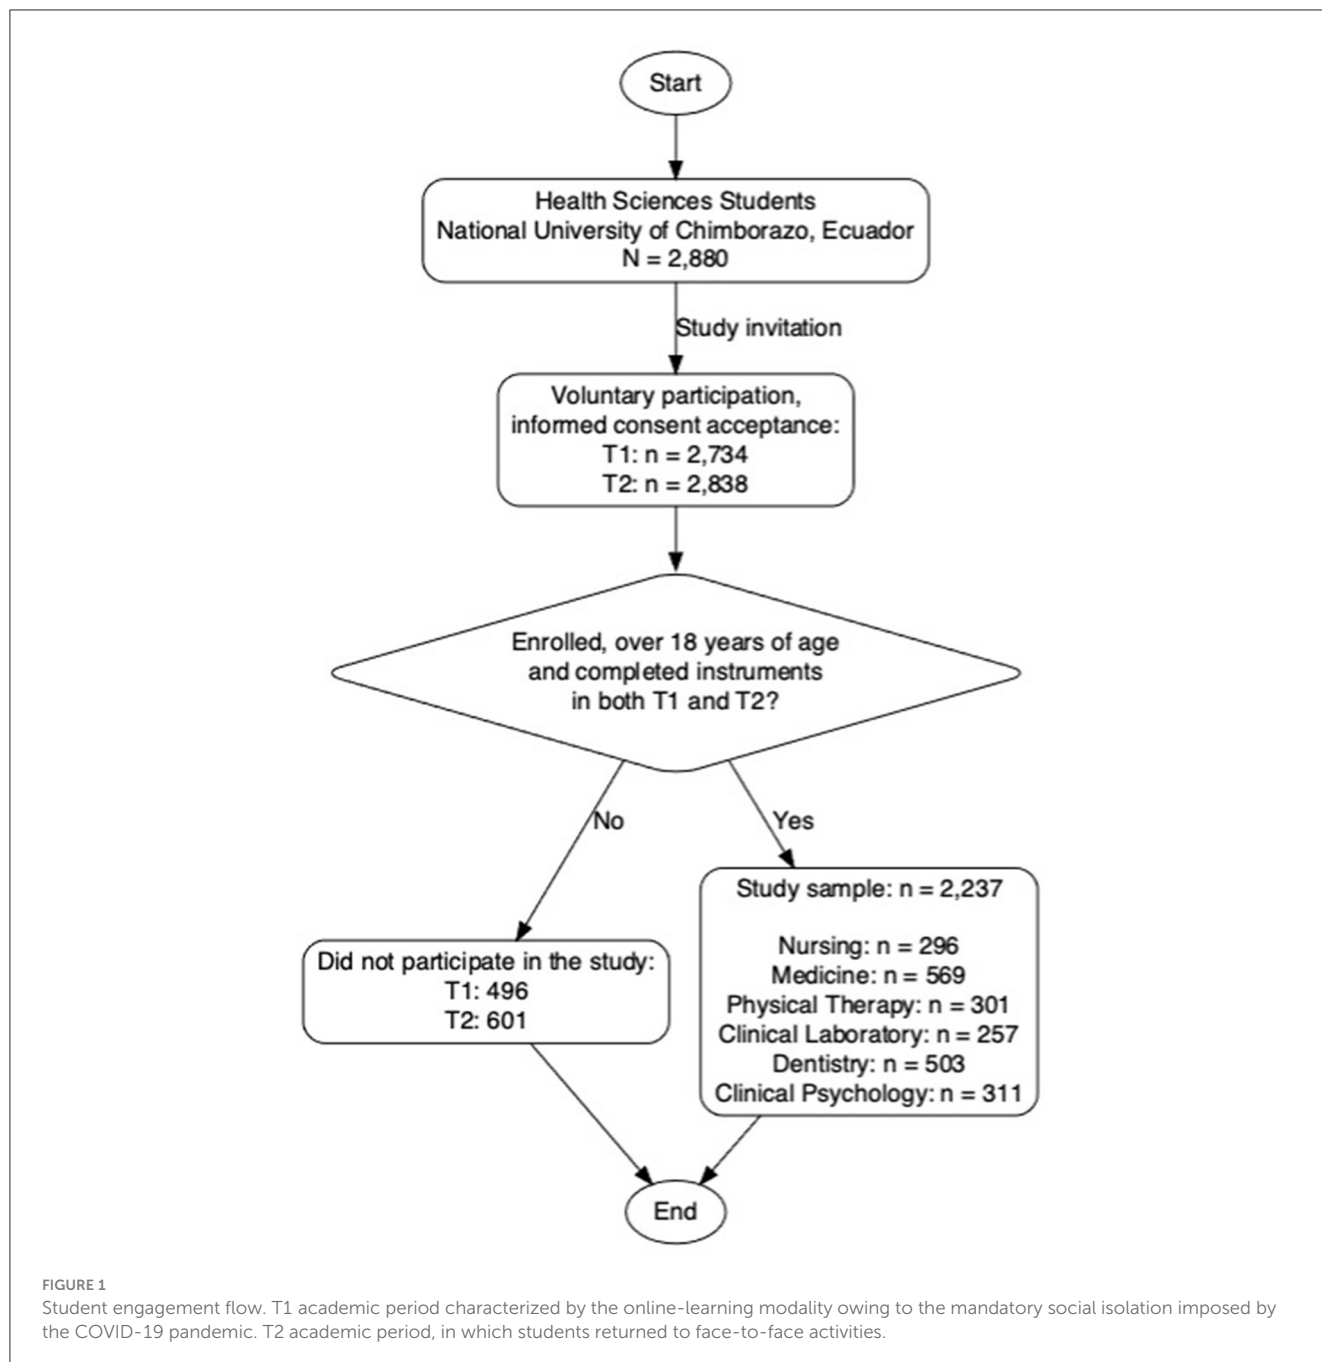 Start
Health Sciences Students
National University of Chimborazo, Ecuador
N = 2,880
Study invitation
Voluntary participation,
informed consent acceptance:
T1: n = 2,734
T2: n = 2,838
Enrolled, over 18 years of age
and completed instruments
in both T1 and T2?
No
Yes
Did not participate in the study:
T1: 496
T2: 601
Study sample: n = 2,237
Nursing: n = 296
Medicine: n = 569
Physical Therapy: n = 301
Clinical Laboratory: n = 257
Dentistry: n = 503
Clinical Psychology: n = 311
End
FIGURE 1
Student engagement flow. T1 academic period characterized by the online-learning modality owing to the mandatory social isolation imposed by
the COVID-19 pandemic. T2 academic period, in which students returned to face-to-face activities.